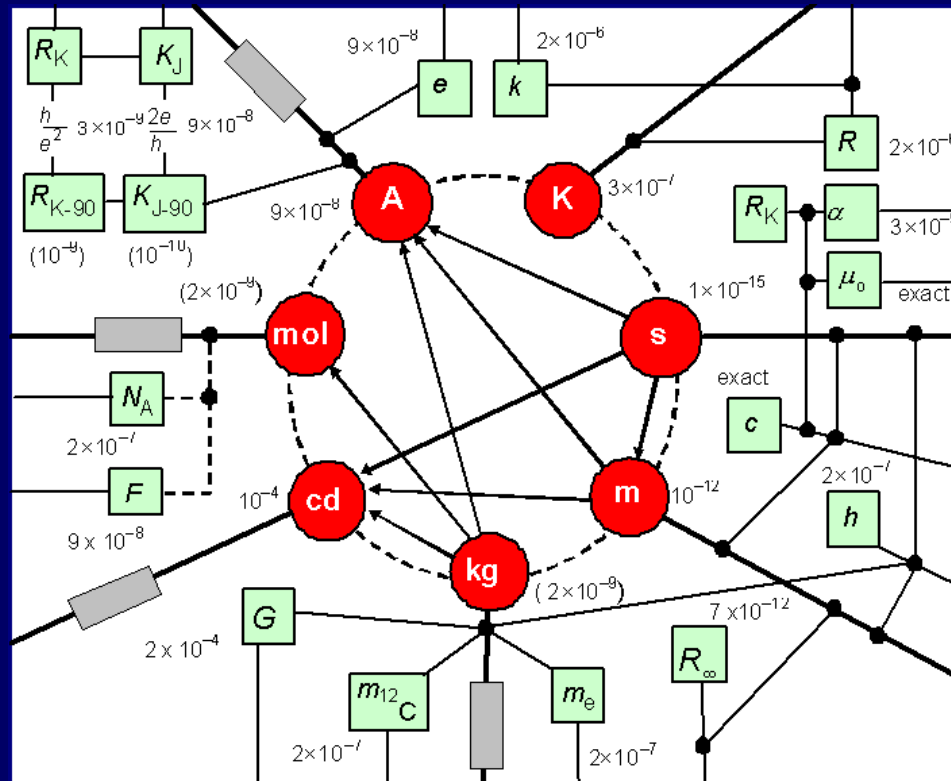 R_K K_J 9×10⁻⁸ e k 2×10⁻⁶
h/e² 3×10⁻⁹ 2e/h 9×10⁻⁸
R 2×10⁻⁶
R_K-90 K_J-90
(10⁻⁹) (10⁻¹⁰)
9×10⁻⁸ A K 3×10⁻⁷
R_K α 3×10⁻
μ₀ exact
(2×10⁻⁹) mol
1×10⁻¹⁵ s
N_A
2×10⁻⁷
F
9 x 10⁻⁸
exact
c
10⁻⁴ cd
m 10⁻¹²
2×10⁻⁷
h
kg (2×10⁻⁹)
7 x10⁻¹²
2 x 10⁻⁴
G
R_∞
m₁₂C
m_e
2×10⁻⁷ 2×10⁻⁷